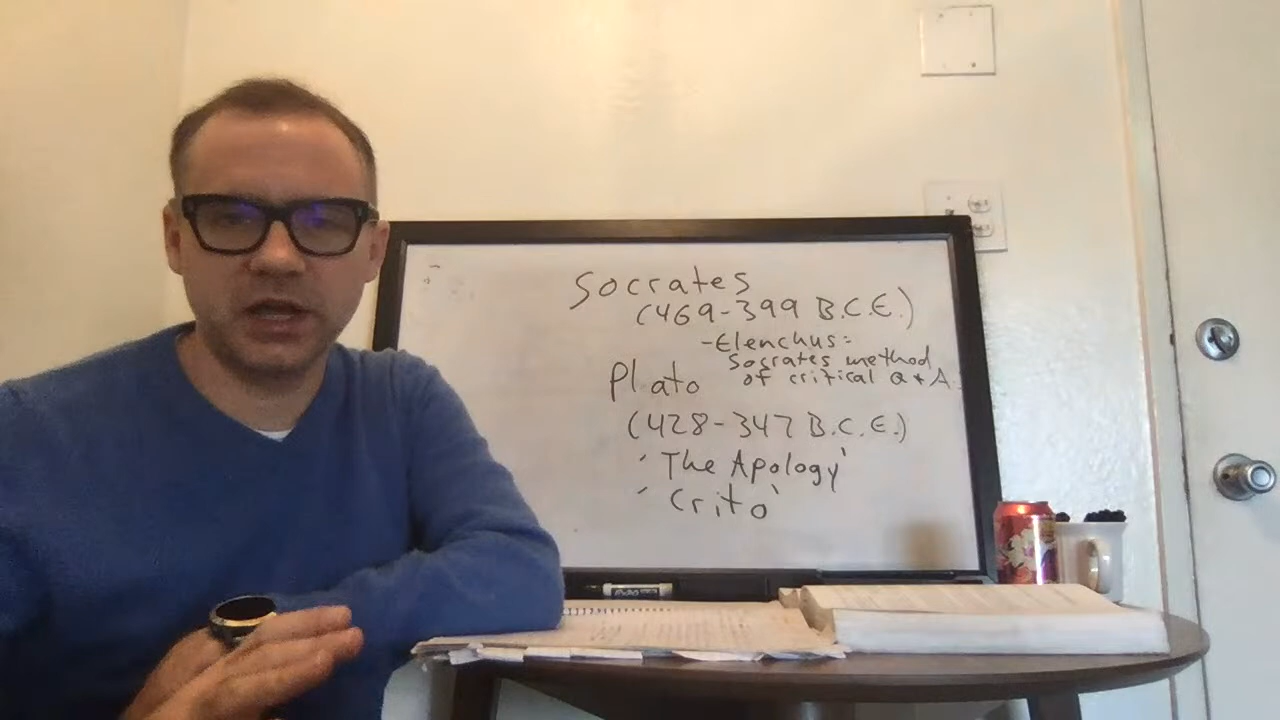 Socrates
(469-399 B.C.E.)
-Elenchus:
Socrates method
of critical Q + A
Plato
(428-347 B.C.E.)
'The Apology'
'Crito'